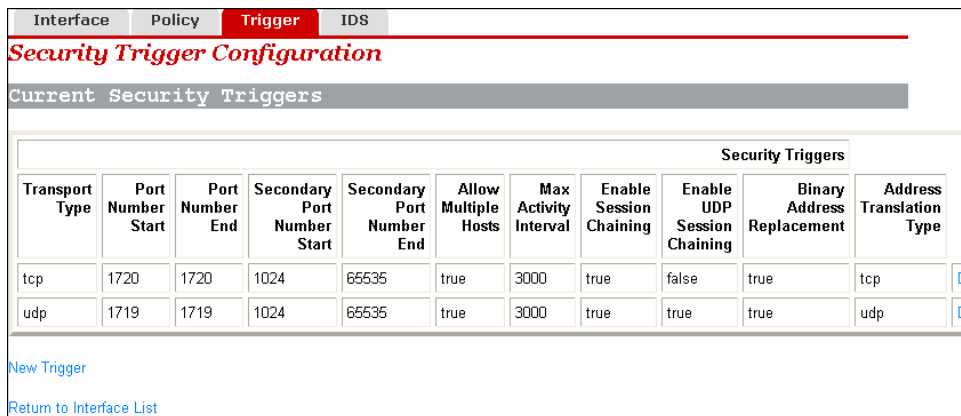 Interface Policy Trigger IDS
Security Trigger Configuration
Current Security Triggers
Security Triggers
Transport Type Port Number Start Port Number End Secondary Port Number Start Secondary Port Number End Allow Multiple Hosts Max Activity Interval Enable Session Chaining Enable UDP Session Chaining Binary Address Replacement Address Translation Type
tcp 1720 1720 1024 65535 true 3000 true false true tcp
udp 1719 1719 1024 65535 true 3000 true true true udp
New Trigger
Return to Interface List